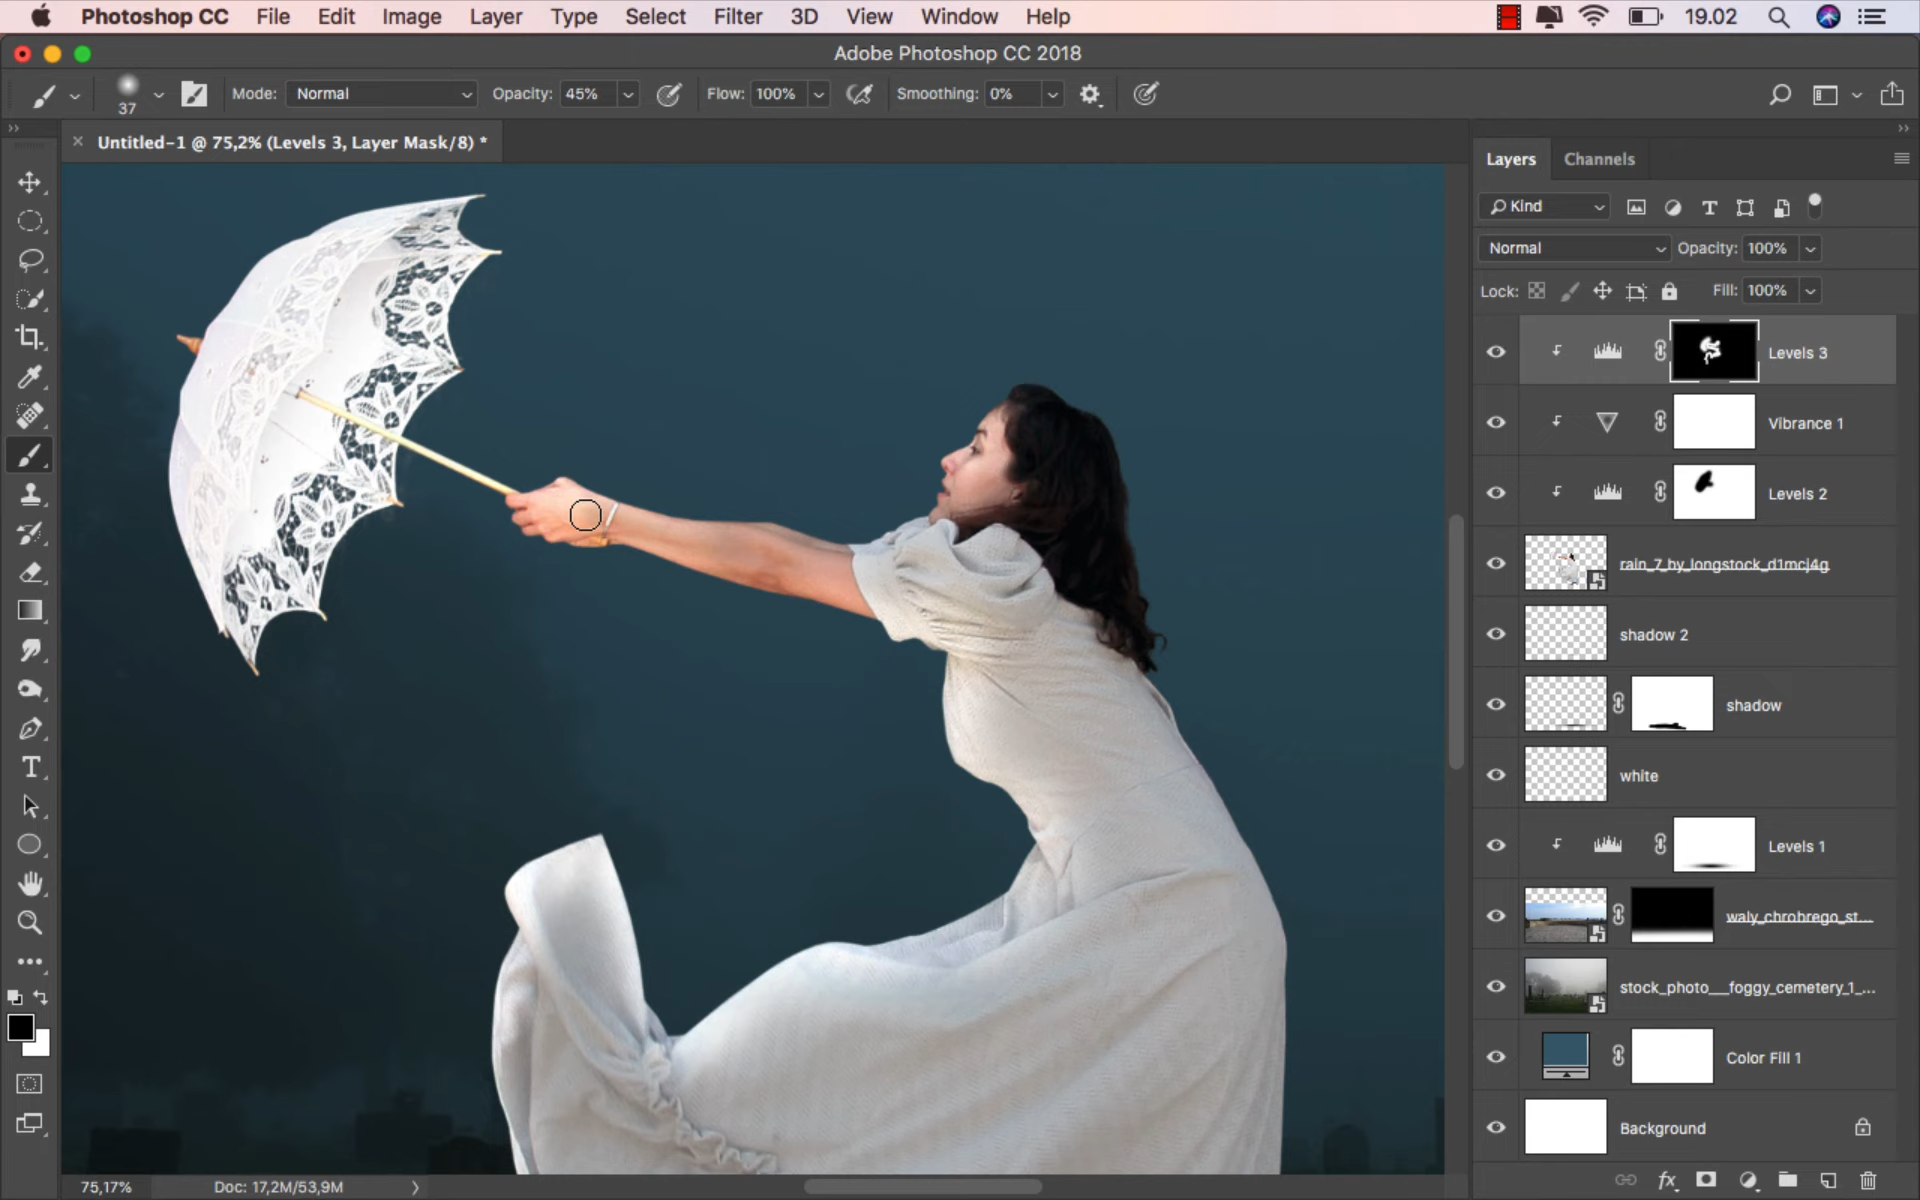 Photoshop CC File Edit Image Layer Type Select Filter 3D View Window Help 19.02
Adobe Photoshop CC 2018
37 Mode: Normal Opacity: 45% Flow: 100% Smoothing: 0%
Untitled-1 @ 75,2% (Levels 3, Layer Mask/8) *
Layers Channels
Kind
Normal Opacity: 100%
Lock: Fill: 100%
Levels 3
Vibrance 1
Levels 2
rain_7_by_longstock_d1mcj4g
shadow 2
shadow
white
Levels 1
waly_chrohrego_st...
stock_photo___foggy_cemetery_1_...
Color Fill 1
Background
75,17% Doc: 17,2M/53,9M